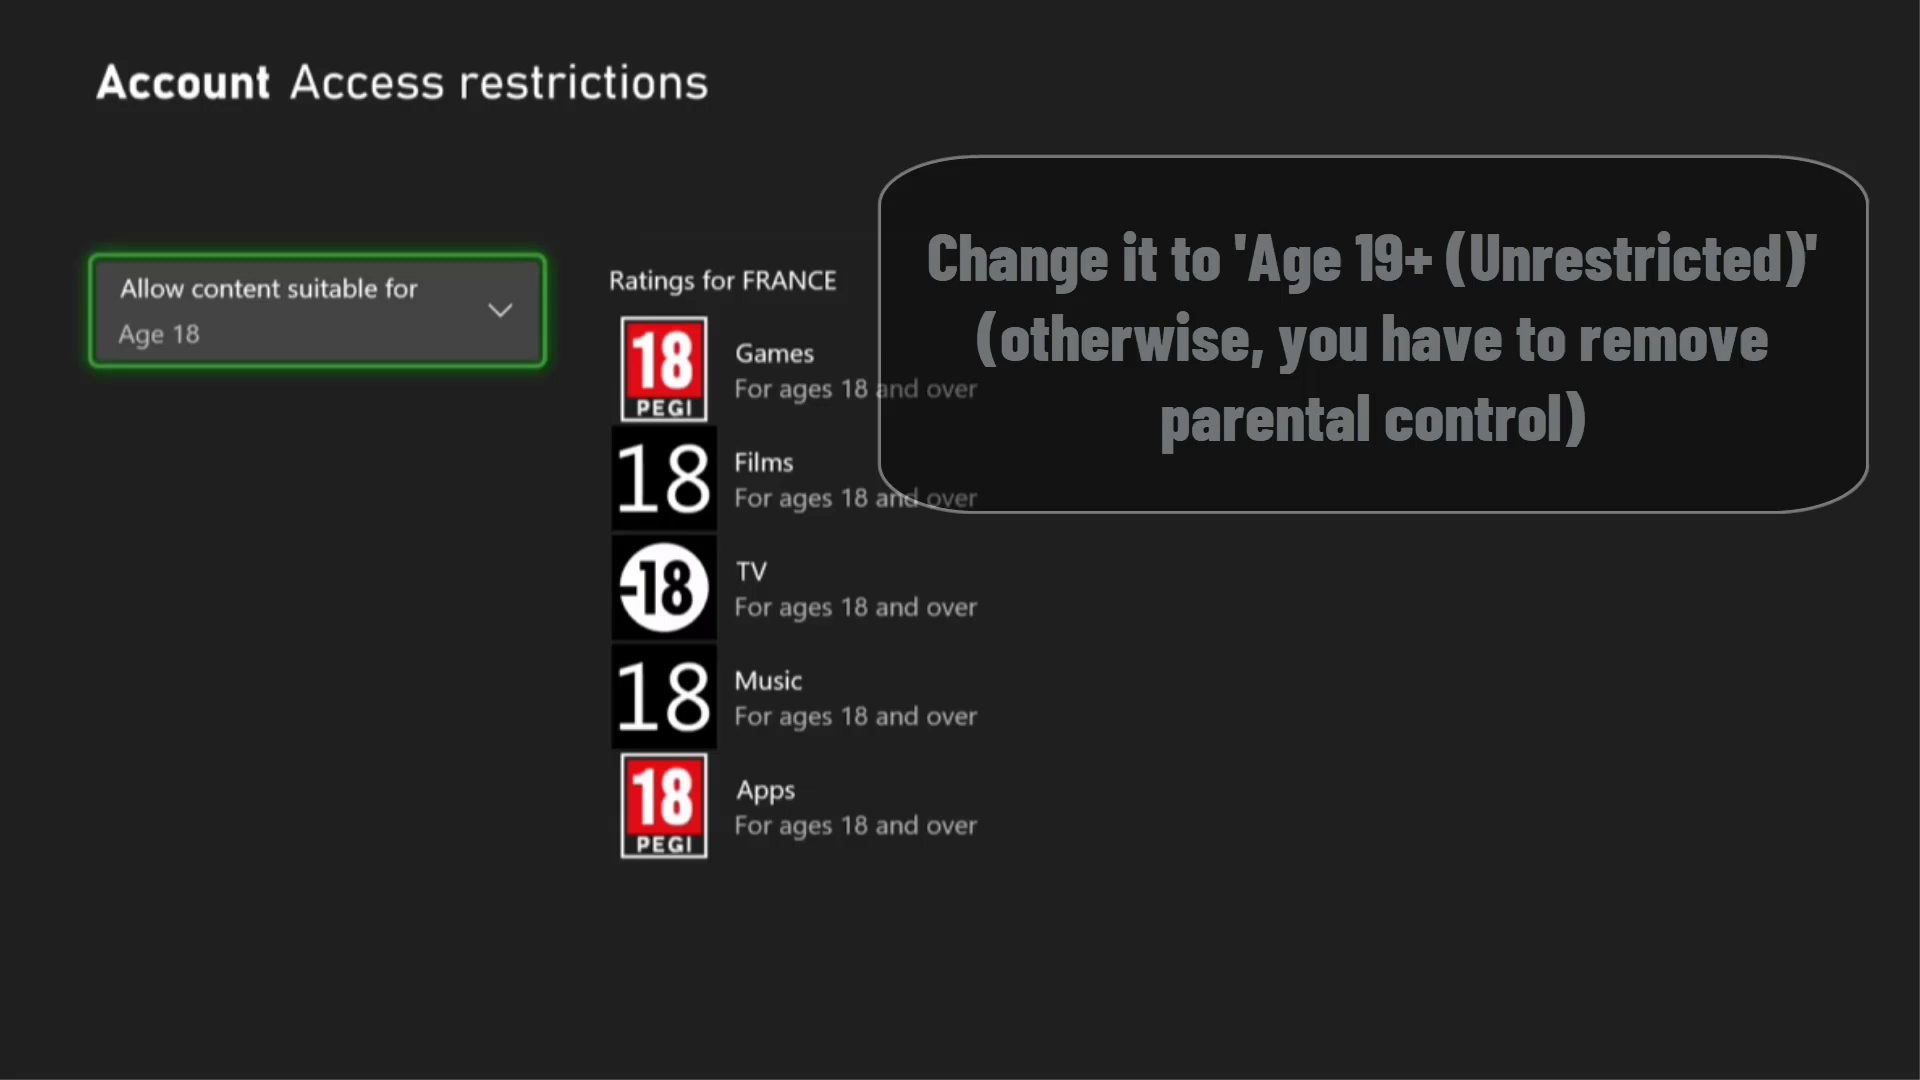 Account Access restrictions
Allow content suitable for
Age 18
Ratings for FRANCE
18
PEGI
Games
For ages 18 and over
18
Films
For ages 18 and over
-18
TV
For ages 18 and over
18
Music
For ages 18 and over
18
PEGI
Apps
For ages 18 and over
Change it to 'Age 19+ (Unrestricted)'
(otherwise, you have to remove
parental control)